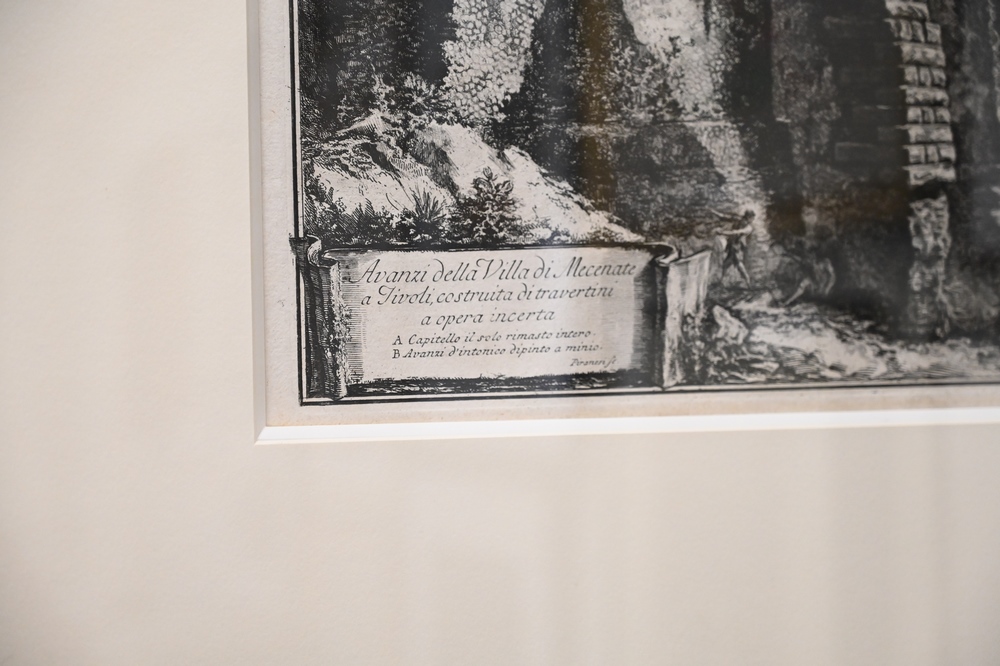 Avanzi della Villa di Mecenate
a Tivoli, costruita di travertini
a opera incerta
A Capitello il solo rimasto intero.
B Avanzi d'intonico dipinto a minio.
Piranesi f.